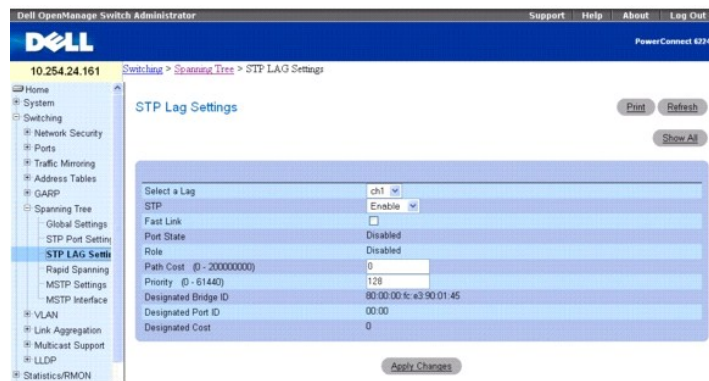 Dell OpenManage Switch Administrator
Support Help About Log Out
DELL
PowerConnect 6224
10.254.24.161
Switching > Spanning Tree > STP LAG Settings
Home
System
Switching
Network Security
Ports
Traffic Mirroring
Address Tables
GARP
Spanning Tree
Global Settings
STP Port Setting
STP LAG Settin
Rapid Spanning
MSTP Settings
MSTP Interface
VLAN
Link Aggregation
Multicast Support
LLDP
Statistics/RMON
STP Lag Settings
Print Refresh
Show All
Select a Lag ch1
STP Enable
Fast Link
Port State Disabled
Role Disabled
Path Cost (0 - 200000000) 0
Priority (0 - 61440) 128
Designated Bridge ID 80:00:00:fc:e3:90:01:45
Designated Port ID 00:00
Designated Cost 0
Apply Changes